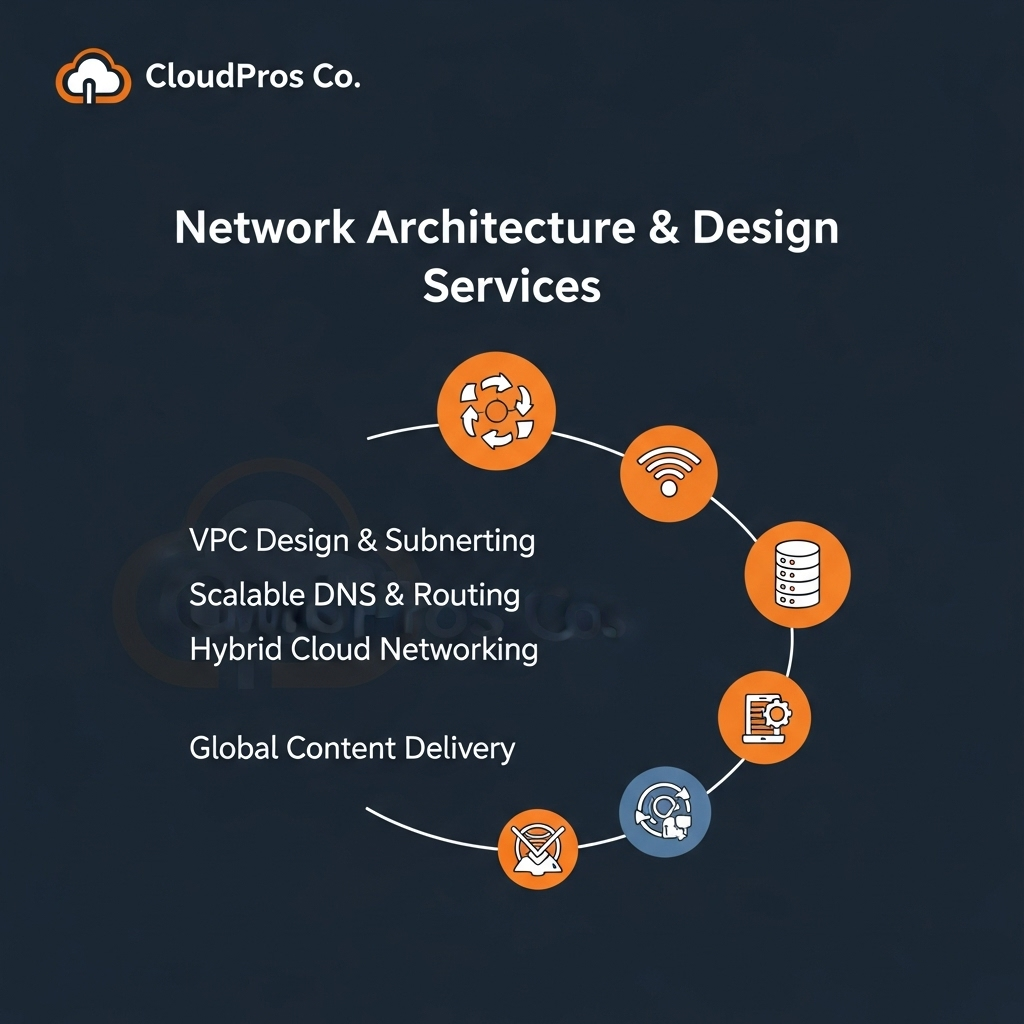 CloudPros Co.
Network Architecture & Design
Services
VPC Design & Subnerting
Scalable DNS & Routing
Hybrid Cloud Networking
Global Content Delivery